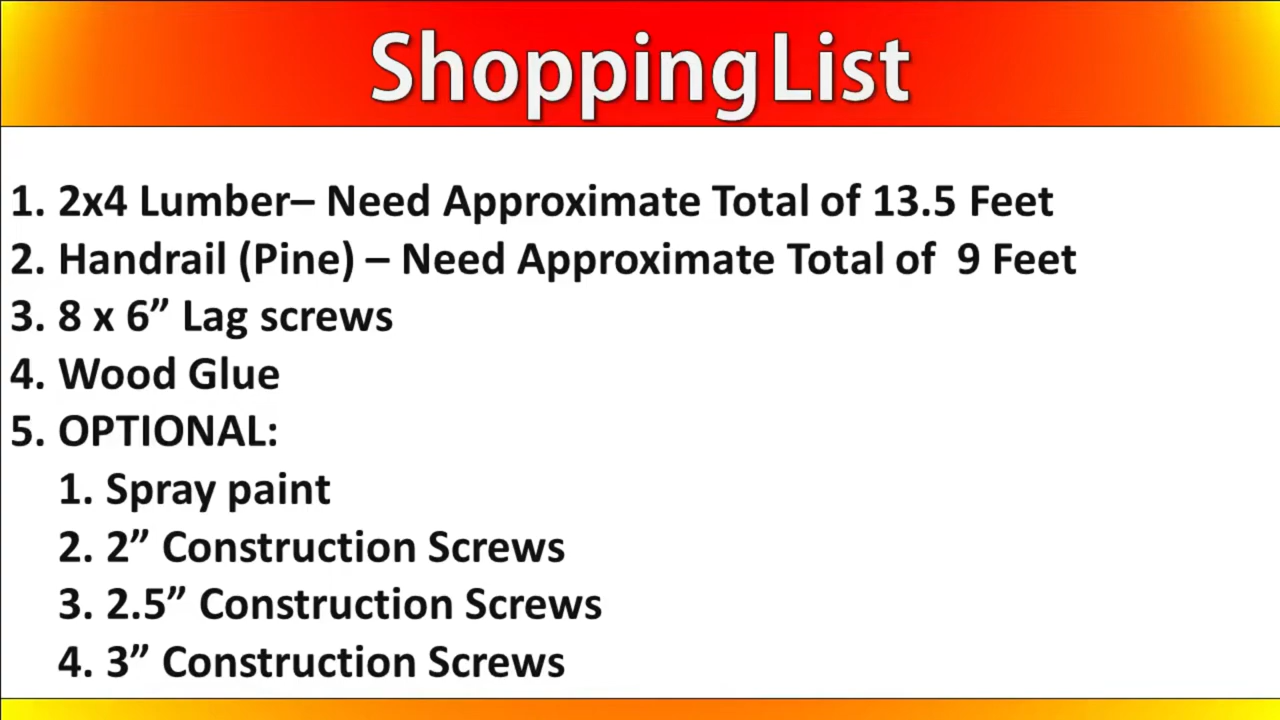 Shopping List
1. 2x4 Lumber– Need Approximate Total of 13.5 Feet
2. Handrail (Pine) – Need Approximate Total of  9 Feet
3. 8 x 6” Lag screws
4. Wood Glue
5. OPTIONAL:
1. Spray paint
2. 2” Construction Screws
3. 2.5” Construction Screws
4. 3” Construction Screws